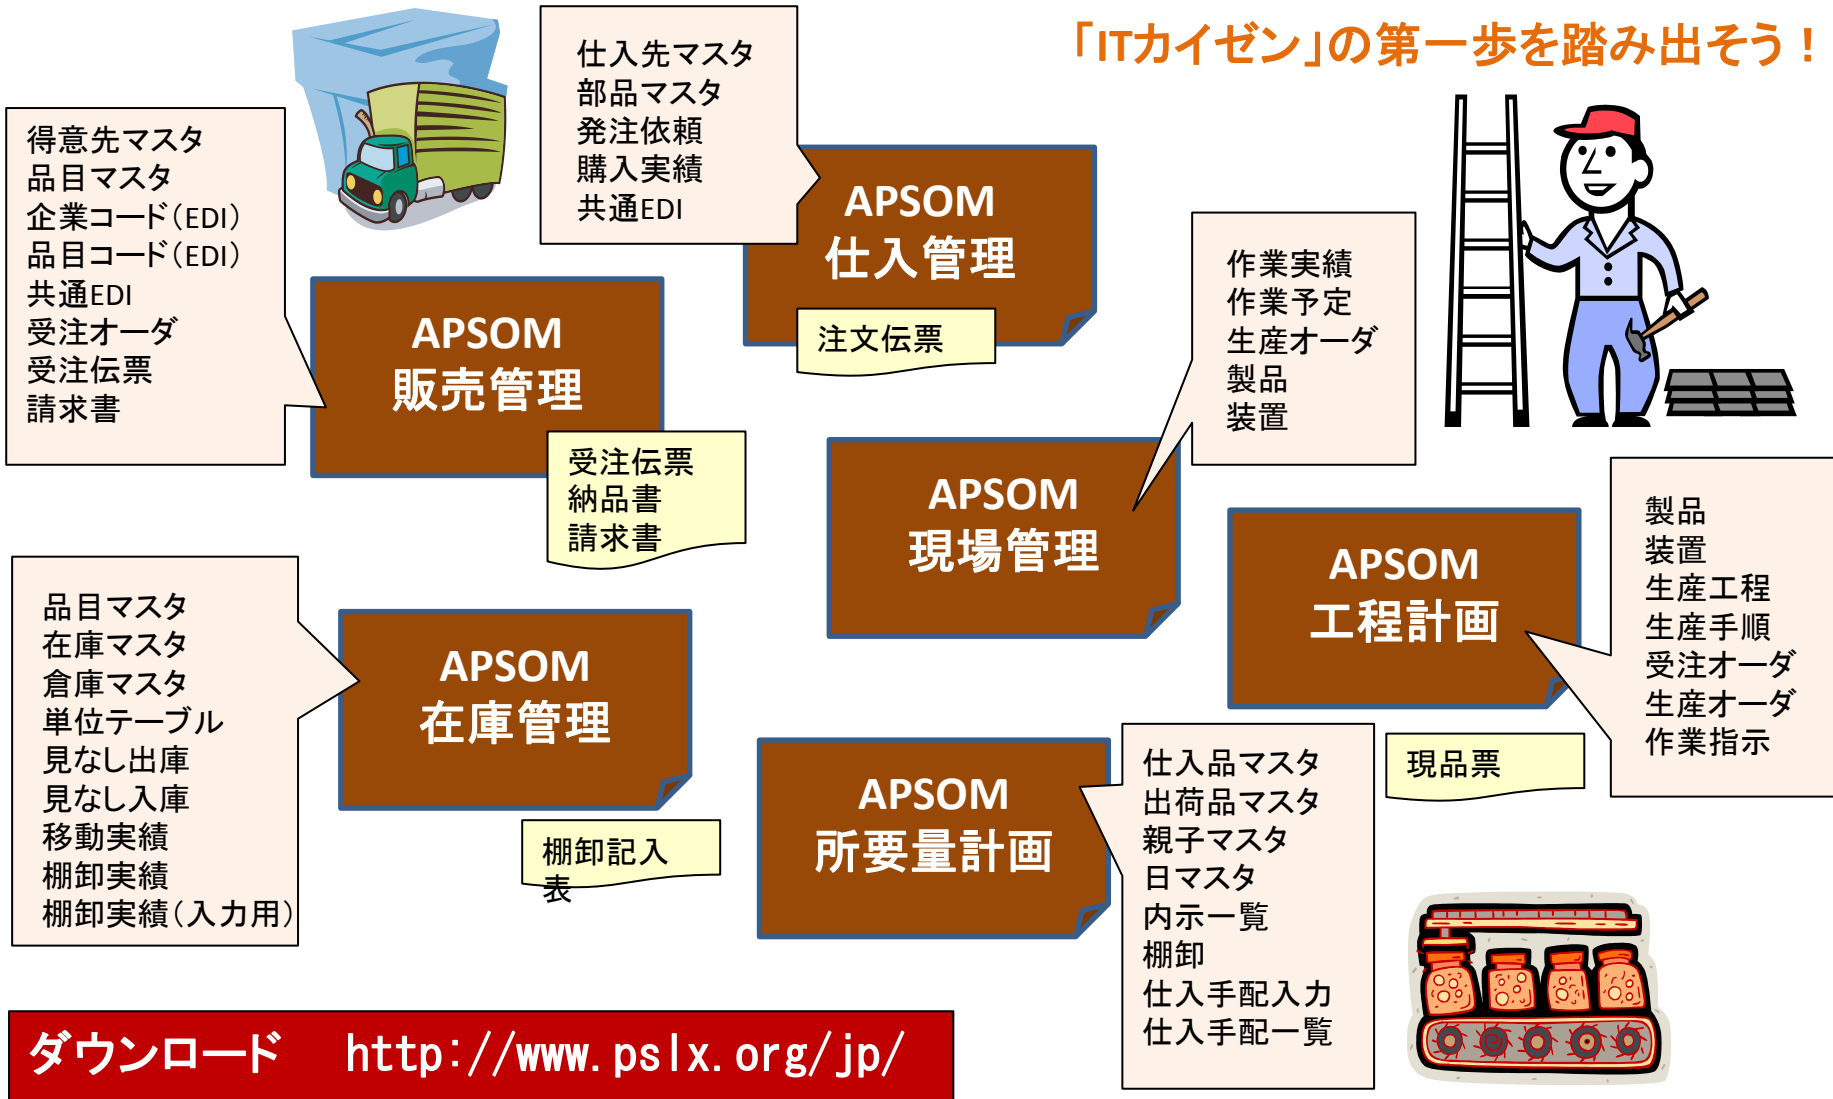 「ITカイゼン」の第一歩を踏み出そう！
仕入先マスタ
部品マスタ
発注依頼
購入実績
共通EDI
APSOM
仕入管理
注文伝票
得意先マスタ
品目マスタ
企業コード（EDI）
品目コード（EDI）
共通EDI
受注オーダ
受注伝票
請求書
APSOM
販売管理
受注伝票
納品書
請求書
作業実績
作業予定
生産オーダ
製品
装置
APSOM
現場管理
製品
装置
生産工程
生産手順
受注オーダ
生産オーダ
作業指示
APSOM
工程計画
現品票
品目マスタ
在庫マスタ
倉庫マスタ
単位テーブル
見なし出庫
見なし入庫
移動実績
棚卸実績
棚卸実績（入力用）
APSOM
在庫管理
棚卸記入
表
APSOM
所要量計画
仕入品マスタ
出荷品マスタ
親子マスタ
日マスタ
内示一覧
棚卸
仕入手配入力
仕入手配一覧
ダウンロード　http://www.pslx.org/jp/